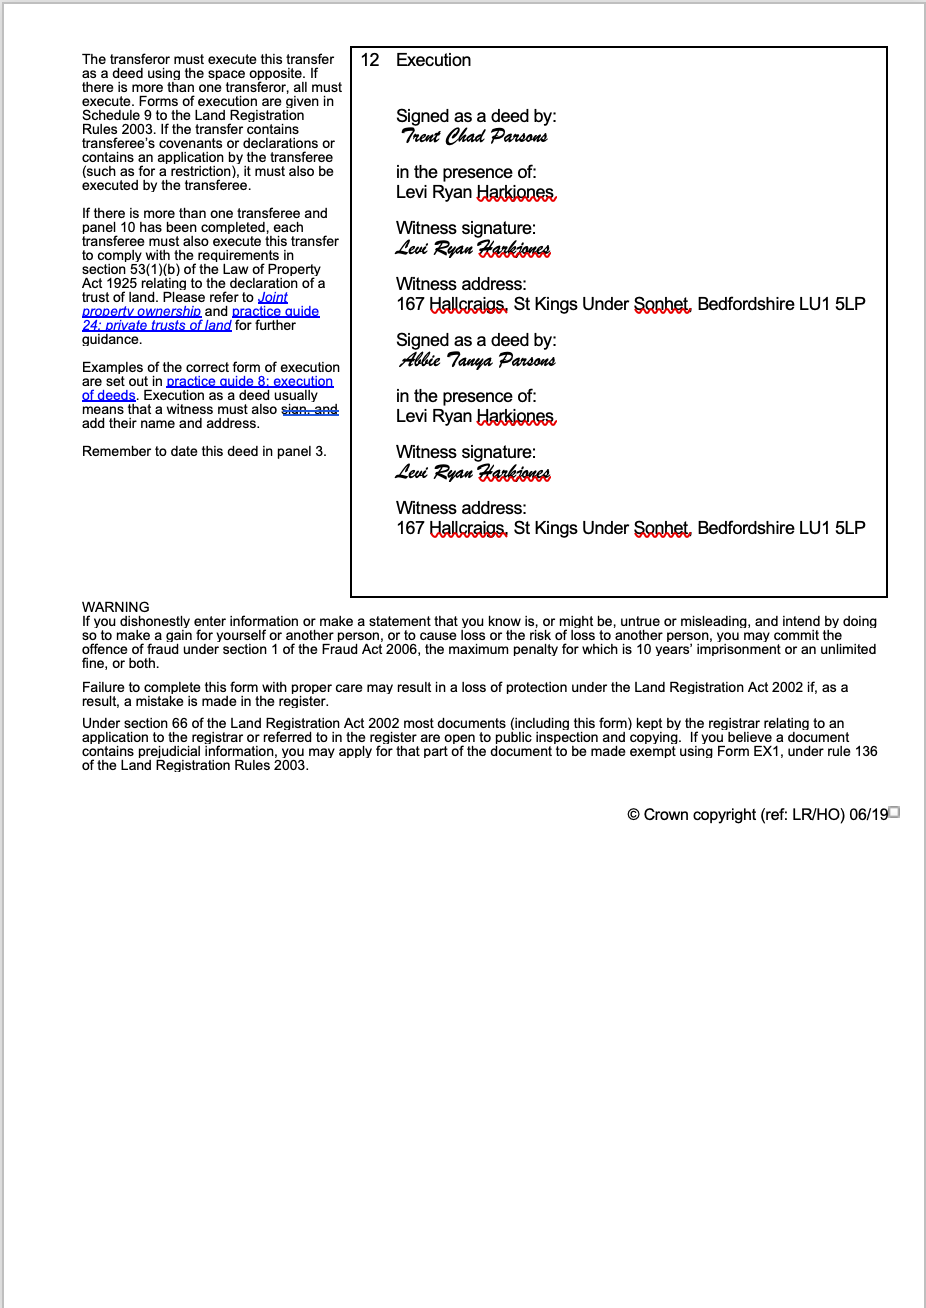 The transferor must execute this transfer
as a deed using the space opposite. If
there is more than one transferor, all must
execute. Forms of execution are given in
Schedule 9 to the Land Registration
Rules 2003. If the transfer contains
transferee's covenants or declarations or
contains an application by the transferee
(such as for a restriction), it must also be
executed by the transferee.
If there is more than one transferee and
panel 10 has been completed, each
transferee must also execute this transfer
to comply with the requirements in
section 53(1)(b) of the Law of Property
Act 1925 relating to the declaration of a
trust of land. Please refer to Joint
property ownership and practice guide
24: private trusts of land for further
guidance.
Examples of the correct form of execution
are set out in practice guide 8: execution
of deeds. Execution as a deed usually
means that a witness must also sign, and
add their name and address.
Remember to date this deed in panel 3.
12 Execution
Signed as a deed by:
Trent Chad Parsons
in the presence of:
Levi Ryan Harkjones,
Witness signature:
Levi Ryan Harkjones
Witness address:
167 Hallcraigs, St Kings Under Sonhet, Bedfordshire LU1 5LP
Signed as a deed by:
Abbie Tanya Parsons
in the presence of:
Levi Ryan Harkjones,
Witness signature:
Levi Ryan Harkjones
Witness address:
167 Hallcraigs, St Kings Under Sonhet, Bedfordshire LU1 5LP
WARNING
If you dishonestly enter information or make a statement that you know is, or might be, untrue or misleading, and intend by doing
so to make a gain for yourself or another person, or to cause loss or the risk of loss to another person, you may commit the
offence of fraud under section 1 of the Fraud Act 2006, the maximum penalty for which is 10 years' imprisonment or an unlimited
fine, or both.
Failure to complete this form with proper care may result in a loss of protection under the Land Registration Act 2002 if, as a
result, a mistake is made in the register.
Under section 66 of the Land Registration Act 2002 most documents (including this form) kept by the registrar relating to an
application to the registrar or referred to in the register are open to public inspection and copying.  If you believe a document
contains prejudicial information, you may apply for that part of the document to be made exempt using Form EX1, under rule 136
of the Land Registration Rules 2003.
© Crown copyright (ref: LR/HO) 06/19